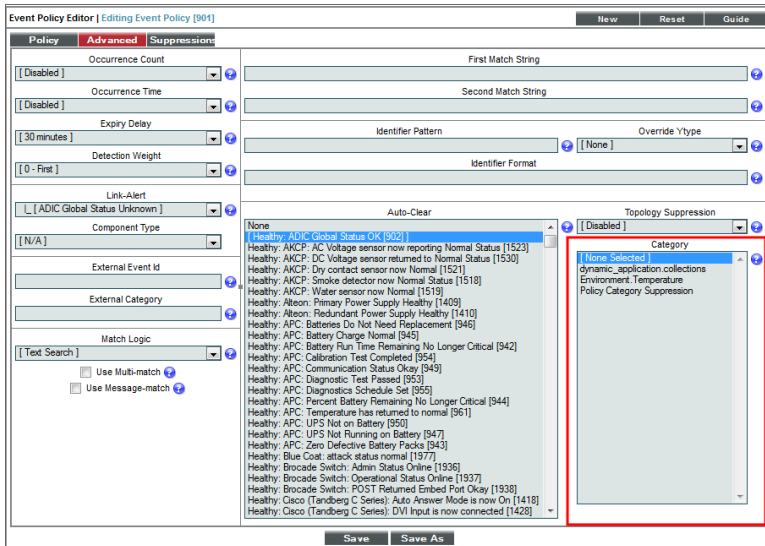 Event Policy Editor | Editing Event Policy [901]
New
Reset
Guide
Policy
Advanced
Suppressions
Occurrence Count
[ Disabled ]
Occurrence Time
[ Disabled ]
Expiry Delay
[ 30 minutes ]
Detection Weight
[ 0 - First ]
Link-Alert
|_ [ ADIC Global Status Unknown ]
Component Type
[ N/A ]
External Event Id
External Category
Match Logic
[ Text Search ]
Use Multi-match
Use Message-match
First Match String
Second Match String
Identifier Pattern
Override Ytype
[ None ]
Identifier Format
Auto-Clear
None
[ Healthy: ADIC Global Status OK [902] ]
Healthy: AKCP: AC Voltage sensor now reporting Normal Status [1523]
Healthy: AKCP: DC Voltage sensor returned to Normal Status [1530]
Healthy: AKCP: Dry contact sensor now Normal [1521]
Healthy: AKCP: Smoke detector now Normal Status [1518]
Healthy: AKCP: Water sensor now Normal [1519]
Healthy: Alteon: Primary Power Supply Healthy [1409]
Healthy: Alteon: Redundant Power Supply Healthy [1410]
Healthy: APC: Batteries Do Not Need Replacement [946]
Healthy: APC: Battery Charge Normal [945]
Healthy: APC: Battery Run Time Remaining No Longer Critical [942]
Healthy: APC: Calibration Test Completed [954]
Healthy: APC: Communication Status Okay [949]
Healthy: APC: Diagnostic Test Passed [953]
Healthy: APC: Diagnostics Schedule Set [955]
Healthy: APC: Percent Battery Remaining No Longer Critical [944]
Healthy: APC: Temperature has returned to normal [961]
Healthy: APC: UPS Not on Battery [950]
Healthy: APC: UPS Not Running on Battery [947]
Healthy: APC: Zero Defective Battery Packs [943]
Healthy: Blue Coat: attack status normal [1977]
Healthy: Brocade Switch: Admin Status Online [1936]
Healthy: Brocade Switch: Operational Status Online [1937]
Healthy: Brocade Switch: POST Returned Embed Port Okay [1938]
Healthy: Cisco (Tandberg C Series): Auto Answer Mode is now On [1418]
Healthy: Cisco (Tandberg C Series): DVI Input is now connected [1428]
Topology Suppression
[ Disabled ]
Category
[ None Selected ]
dynamic_application.collections
Environment.Temperature
Policy Category Suppression
Save
Save As